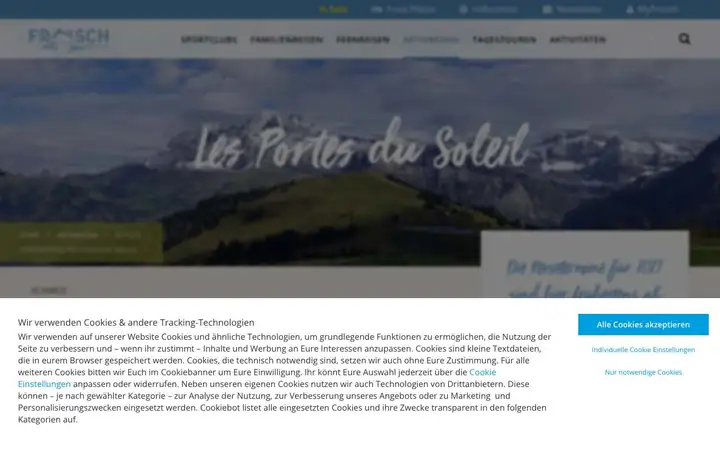 FROSCH
SPORTCLUBS FAMILIENREISEN FERNREISEN AKTIVREISEN TAGESTOUREN AKTIVITÄTEN
Les Portes du Soleil
Wir verwenden Cookies & andere Tracking-Technologien
Wir verwenden auf unserer Website Cookies und ähnliche Technologien, um grundlegende Funktionen zu ermöglichen, die Nutzung der
Seite zu verbessern und – wenn ihr zustimmt – Inhalte und Werbung an Eure Interessen anzupassen. Cookies sind kleine Textdateien,
die in eurem Browser gespeichert werden. Cookies, die technisch notwendig sind, setzen wir auch ohne Eure Zustimmung. Für alle
weiteren Cookies bitten wir Euch im Cookiebanner um Eure Einwilligung. Ihr könnt Eure Auswahl jederzeit über die Cookie
Einstellungen anpassen oder widerrufen. Neben unseren eigenen Cookies nutzen wir auch Technologien von Drittanbietern. Diese
können – je nach gewählter Kategorie – zur Analyse der Nutzung, zur Verbesserung unseres Angebots oder zu Marketing und
Personalisierungszwecken eingesetzt werden. Cookiebot listet alle eingesetzten Cookies und ihre Zwecke transparent in den folgenden
Kategorien auf.
Alle Cookies akzeptieren
Individuelle Cookie Einstellungen
Nur notwendige Cookies